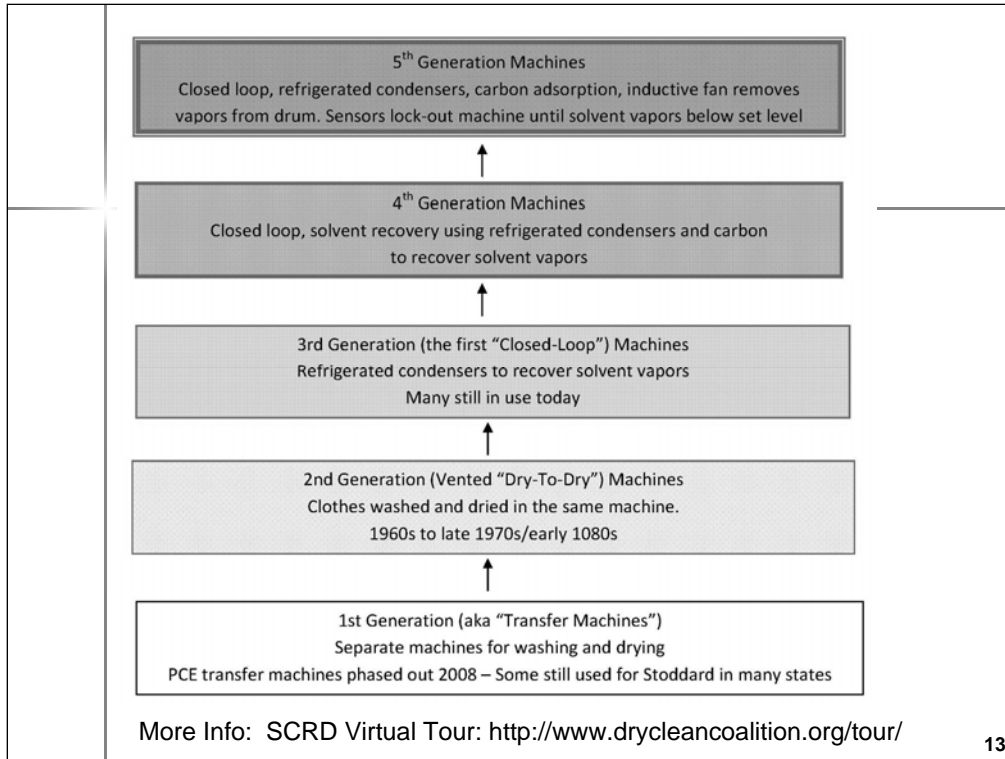 5th Generation Machines
Closed loop, refrigerated condensers, carbon adsorption, inductive fan removes
vapors from drum. Sensors lock-out machine until solvent vapors below set level
4th Generation Machines
Closed loop, solvent recovery using refrigerated condensers and carbon
to recover solvent vapors
3rd Generation (the first “Closed-Loop”) Machines
Refrigerated condensers to recover solvent vapors
Many still in use today
2nd Generation (Vented “Dry-To-Dry”) Machines
Clothes washed and dried in the same machine.
1960s to late 1970s/early 1080s
1st Generation (aka “Transfer Machines”)
Separate machines for washing and drying
PCE transfer machines phased out 2008 – Some still used for Stoddard in many states
More Info:  SCRD Virtual Tour: http://www.drycleancoalition.org/tour/
13